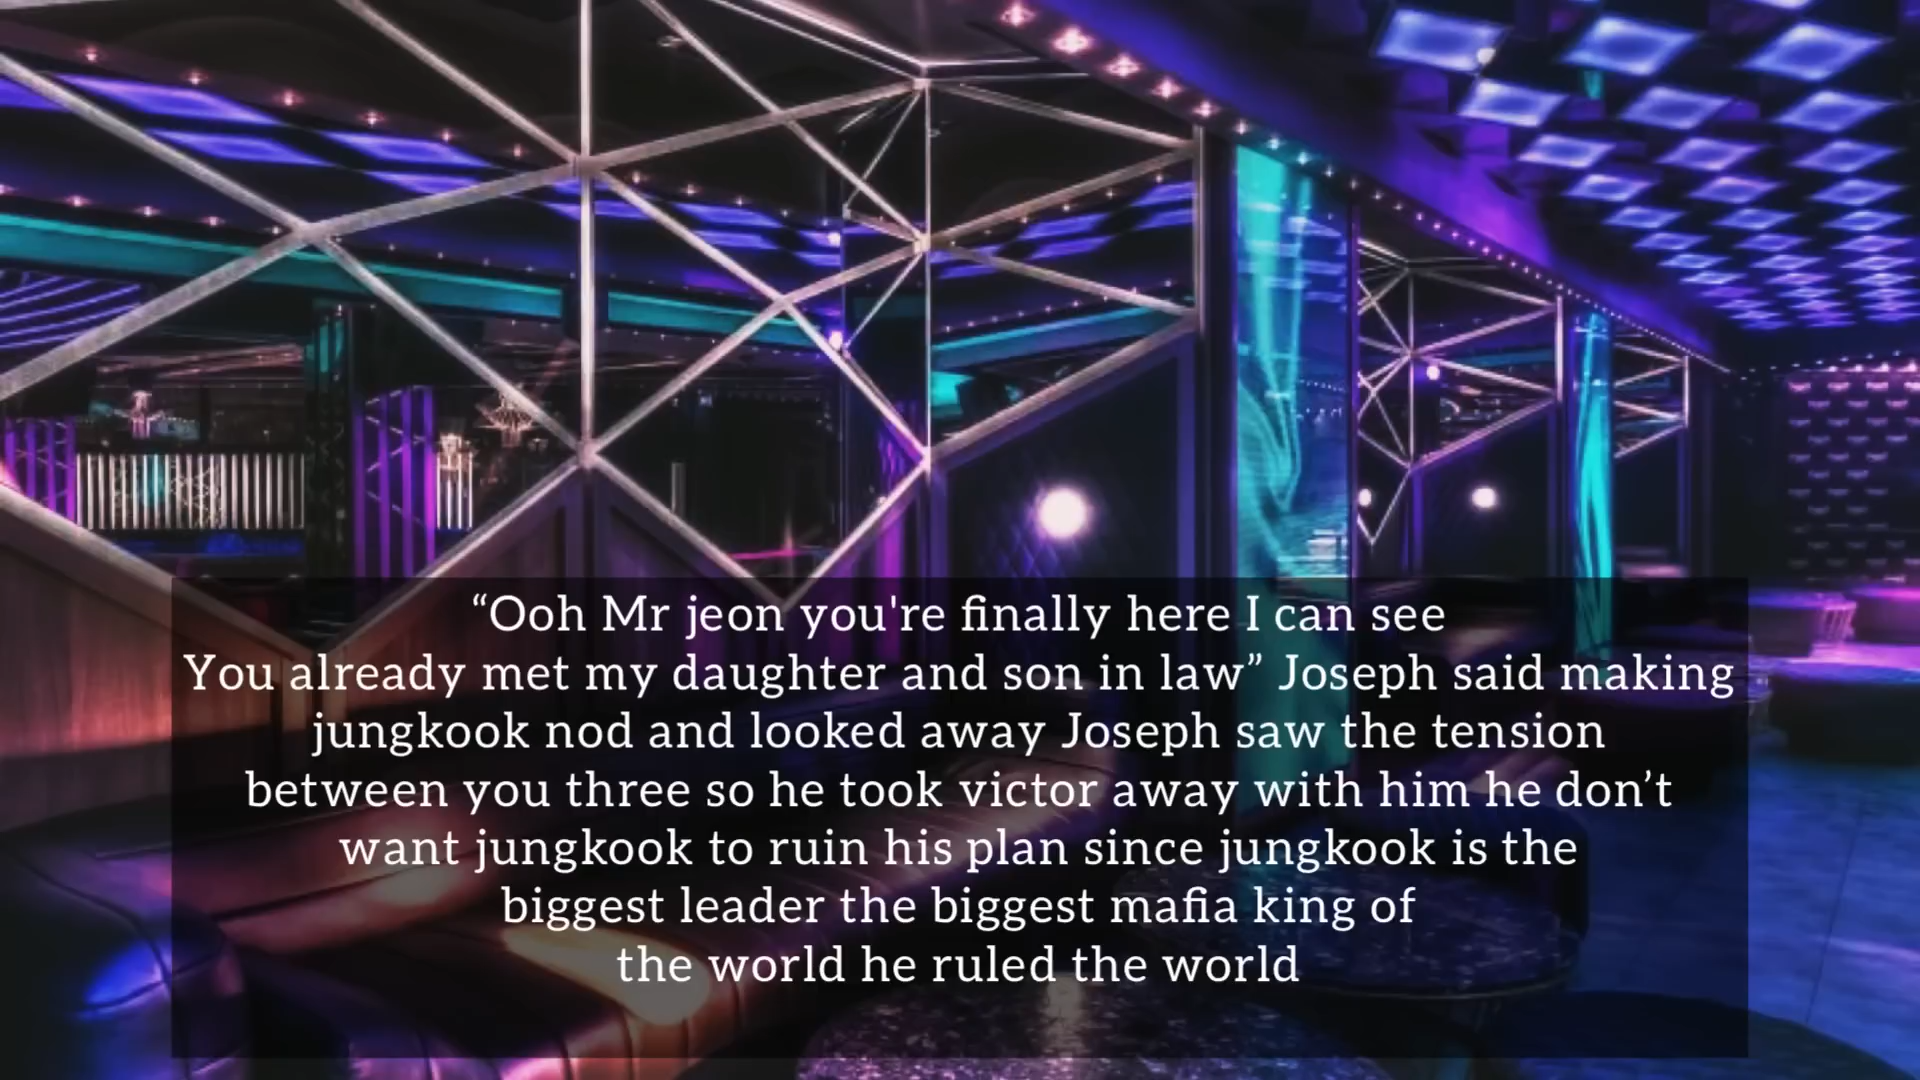 “Ooh Mr jeon you're finally here I can see
You already met my daughter and son in law” Joseph said making
jungkook nod and looked away Joseph saw the tension
between you three so he took victor away with him he don’t
want jungkook to ruin his plan since jungkook is the
biggest leader the biggest mafia king of
the world he ruled the world